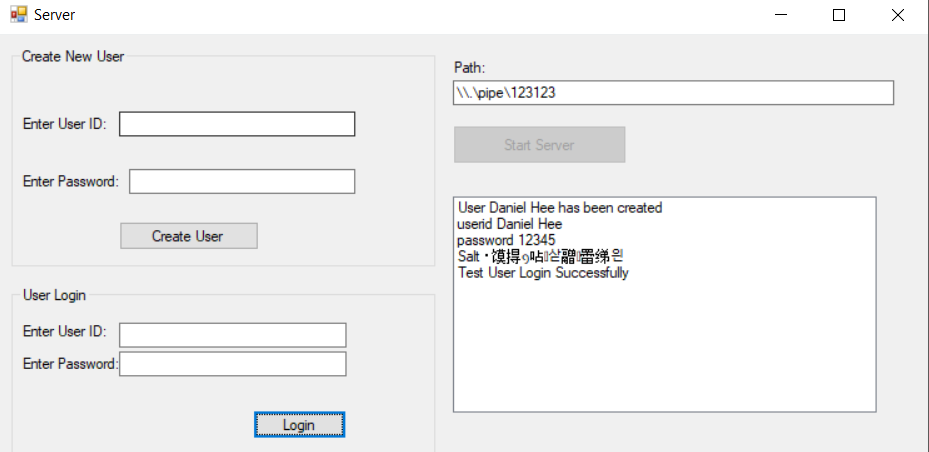 Server
Create New User
Enter User ID:
Enter Password:
Create User
User Login
Enter User ID:
Enter Password:
Login
Path:
\\.\pipe\123123
Start Server
User Daniel Hee has been created
userid Daniel Hee
password 12345
Salt
Test User Login Successfully